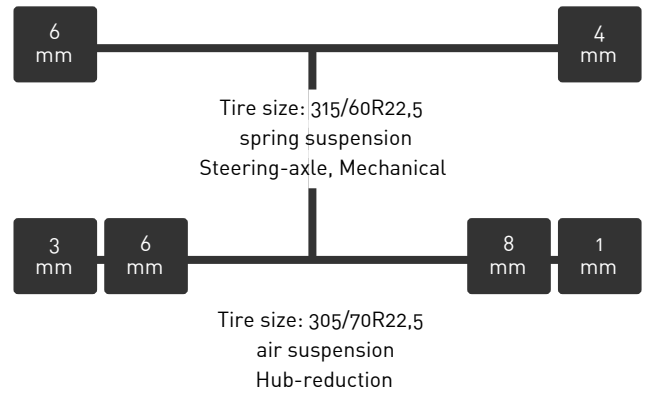 6 mm
4 mm
Tire size: 315/60R22,5
spring suspension
Steering-axle, Mechanical
3 mm
6 mm
8 mm
1 mm
Tire size: 305/70R22,5
air suspension
Hub-reduction